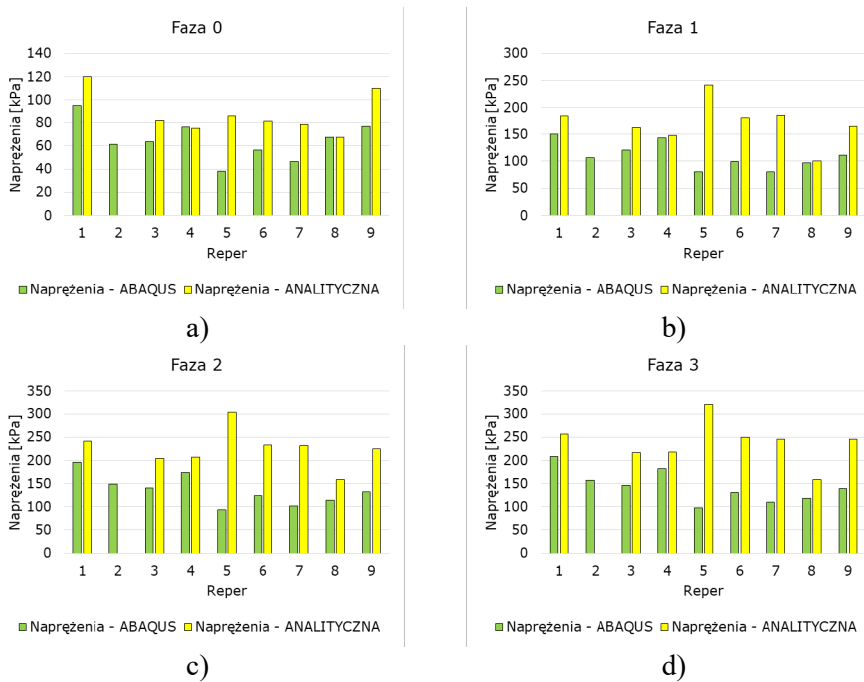 Faza 0
140
120
100
80
60
40
20
0
Naprężenia [kPa]
1 2 3 4 5 6 7 8 9
Reper
Naprężenia - ABAQUS Naprężenia - ANALITYCZNA
a)
Faza 1
300
250
200
150
100
50
0
Naprężenia [kPa]
1 2 3 4 5 6 7 8 9
Reper
Naprężenia - ABAQUS Naprężenia - ANALITYCZNA
b)
Faza 2
350
300
250
200
150
100
50
0
Naprężenia [kPa]
1 2 3 4 5 6 7 8 9
Reper
Naprężenia - ABAQUS Naprężenia - ANALITYCZNA
c)
Faza 3
350
300
250
200
150
100
50
0
Naprężenia [kPa]
1 2 3 4 5 6 7 8 9
Reper
Naprężenia - ABAQUS Naprężenia - ANALITYCZNA
d)